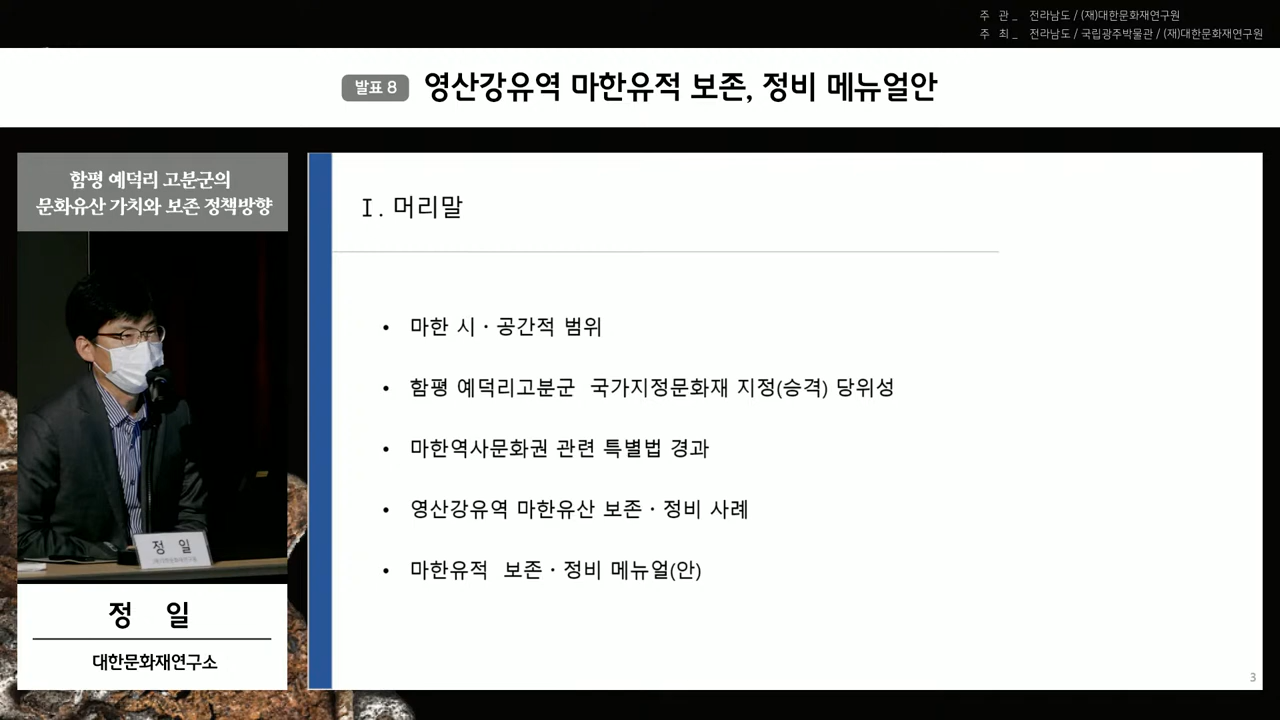 주 관 _ 전라남도 / (재)대한문화재연구원
주 최 _ 전라남도 / 국립광주박물관 / (재)대한문화재연구원
발표 8 영산강유역 마한유적 보존, 정비 메뉴얼안
함평 예덕리 고분군의
문화유산 가치와 보존 정책방향
정 일
정 일
대한문화재연구소
Ⅰ. 머리말
• 마한 시·공간적 범위
• 함평 예덕리고분군 국가지정문화재 지정(승격) 당위성
• 마한역사문화권 관련 특별법 경과
• 영산강유역 마한유산 보존·정비 사례
• 마한유적 보존·정비 메뉴얼(안)
3